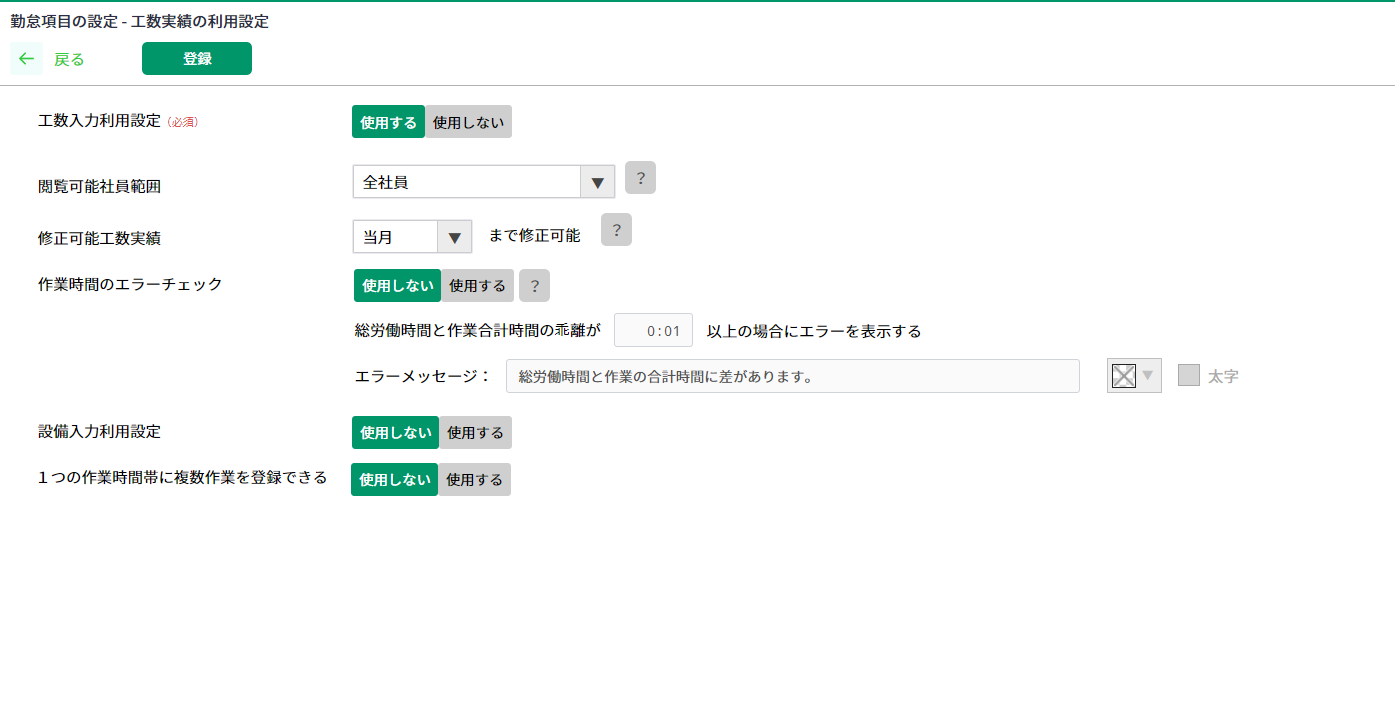 勤怠項目の設定 - 工数実績の利用設定
← 戻る 登録
工数入力利用設定 (必須) 使用する 使用しない
閲覧可能社員範囲 全社員 ▼ ?
修正可能工数実績 当月 ▼ まで修正可能 ?
作業時間のエラーチェック 使用しない 使用する ?
総労働時間と作業合計時間の乖離が 0:01 以上の場合にエラーを表示する
エラーメッセージ： 総労働時間と作業の合計時間に差があります。 ▼ 太字
設備入力利用設定 使用しない 使用する
１つの作業時間帯に複数作業を登録できる 使用しない 使用する